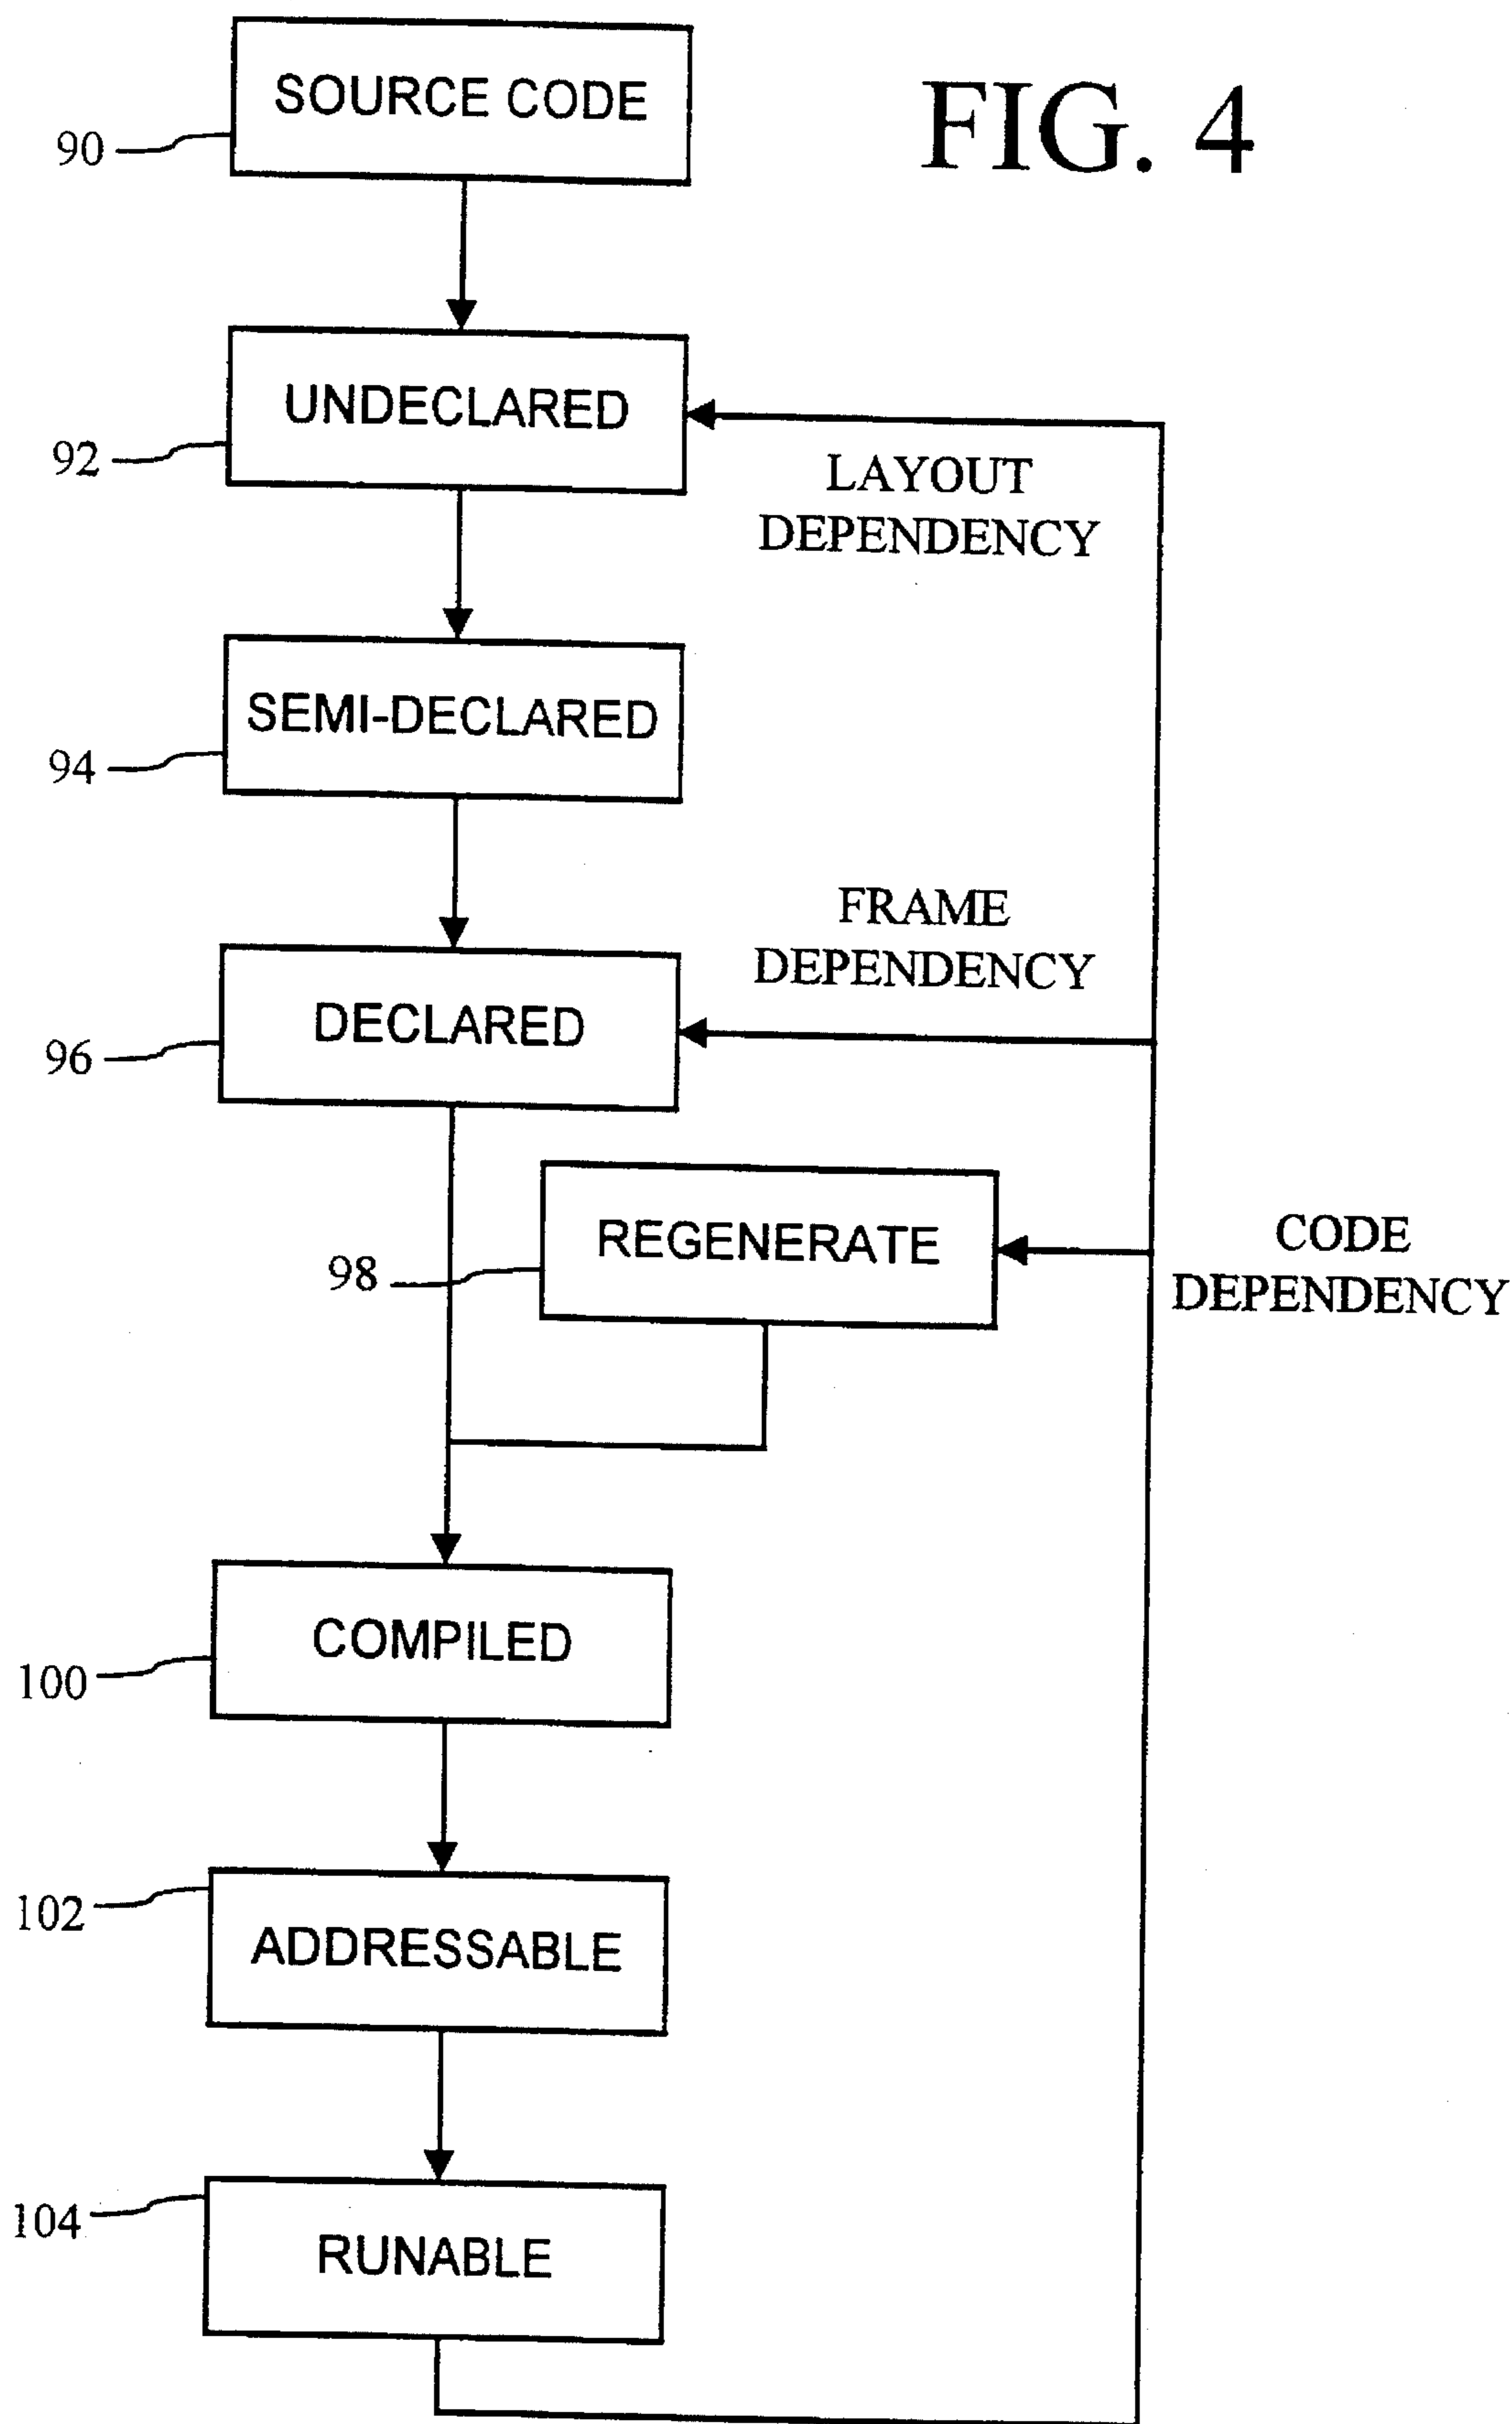 FIG. 4
SOURCE CODE
90
UNDECLARED
92
LAYOUT
DEPENDENCY
SEMI-DECLARED
94
FRAME
DEPENDENCY
DECLARED
96
REGENERATE
98
CODE
DEPENDENCY
COMPILED
100
ADDRESSABLE
102
RUNABLE
104